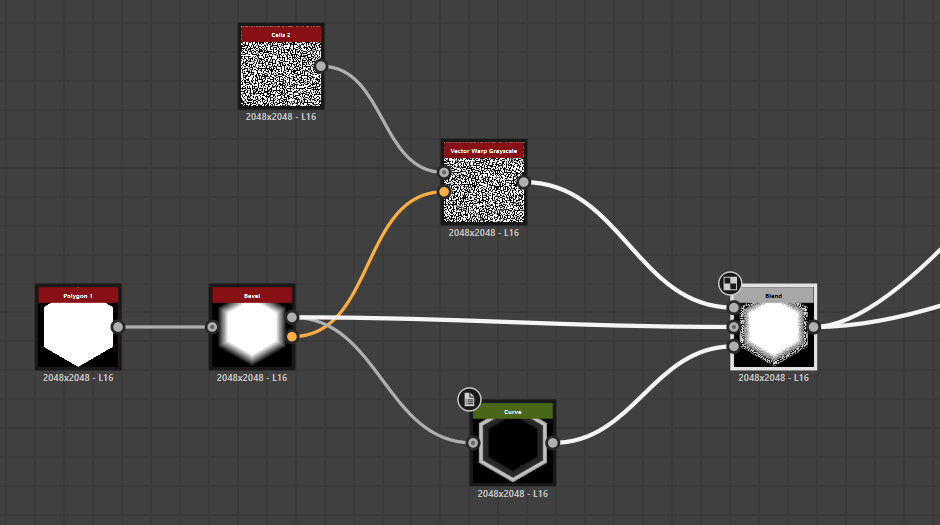 Cells 2
2048x2048 - L16
Vector Warp Grayscale
2048x2048 - L16
Polygon 1
2048x2048 - L16
Bevel
2048x2048 - L16
Blend
2048x2048 - L16
Curve
2048x2048 - L16